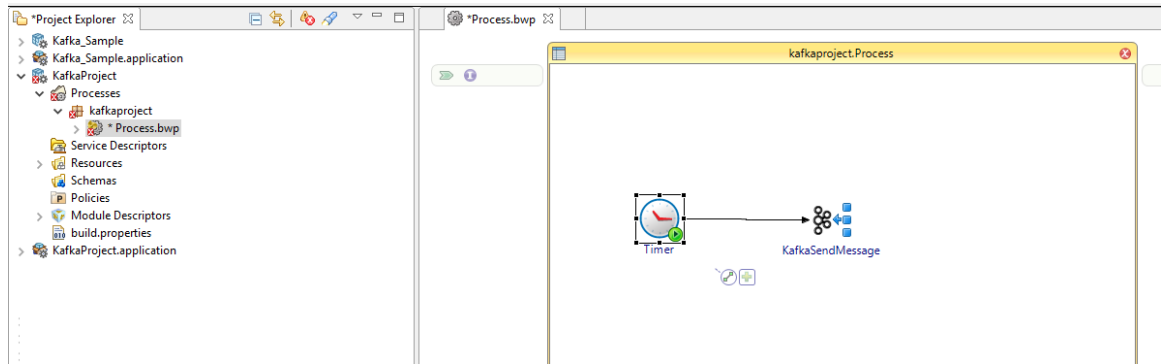 *Project Explorer
Kafka_Sample
Kafka_Sample.application
KafkaProject
Processes
kafkaproject
* Process.bwp
Service Descriptors
Resources
Schemas
Policies
Module Descriptors
build.properties
KafkaProject.application
*Process.bwp
kafkaproject.Process
Timer
KafkaSendMessage